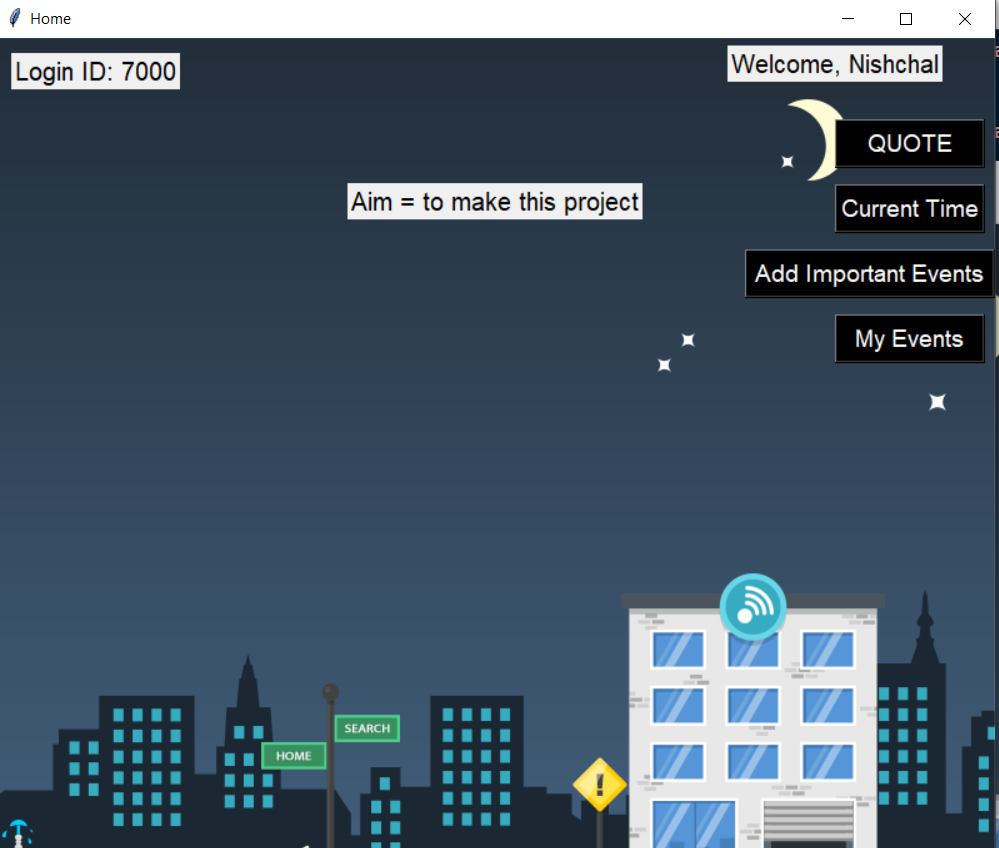 Home
Login ID: 7000
Welcome, Nishchal
QUOTE
Aim = to make this project
Current Time
Add Important Events
My Events
SEARCH
HOME
!